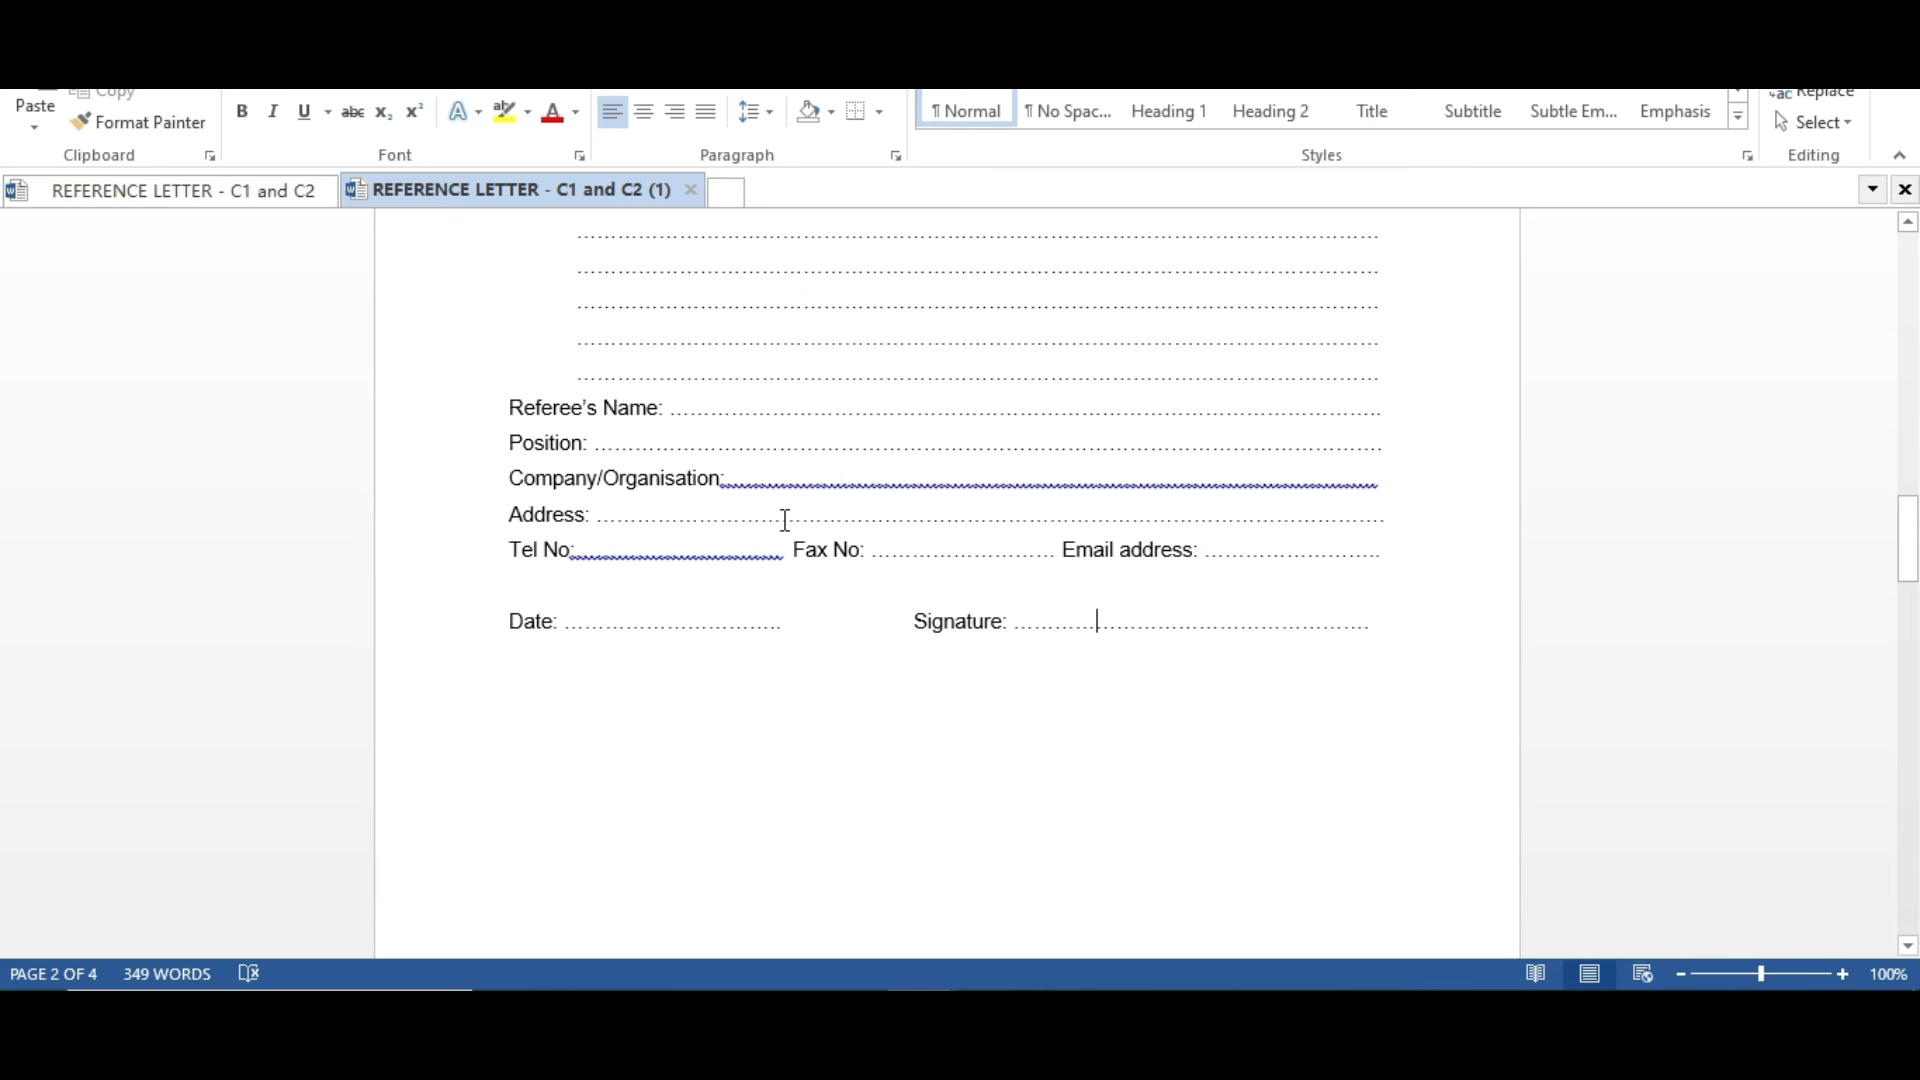 Copy
Replace
Paste
Format Painter
B I U abc X₂ X² A aby A
¶ Normal ¶ No Spac... Heading 1 Heading 2 Title Subtitle Subtle Em... Emphasis
Select
Clipboard Font Paragraph Styles Editing
REFERENCE LETTER - C1 and C2 REFERENCE LETTER - C1 and C2 (1)
Referee’s Name: ……………………………………………………………………………………………..
Position: ………………………………………………………………………………………………………
Company/Organisation:……………………………………………………………………………………
Address: ………………………………………………………………………………………………………
Tel No:………………………… Fax No: ……………………… Email address: ……………………..
Date: ………………………….. Signature: …………………………………………….
PAGE 2 OF 4 349 WORDS 100%